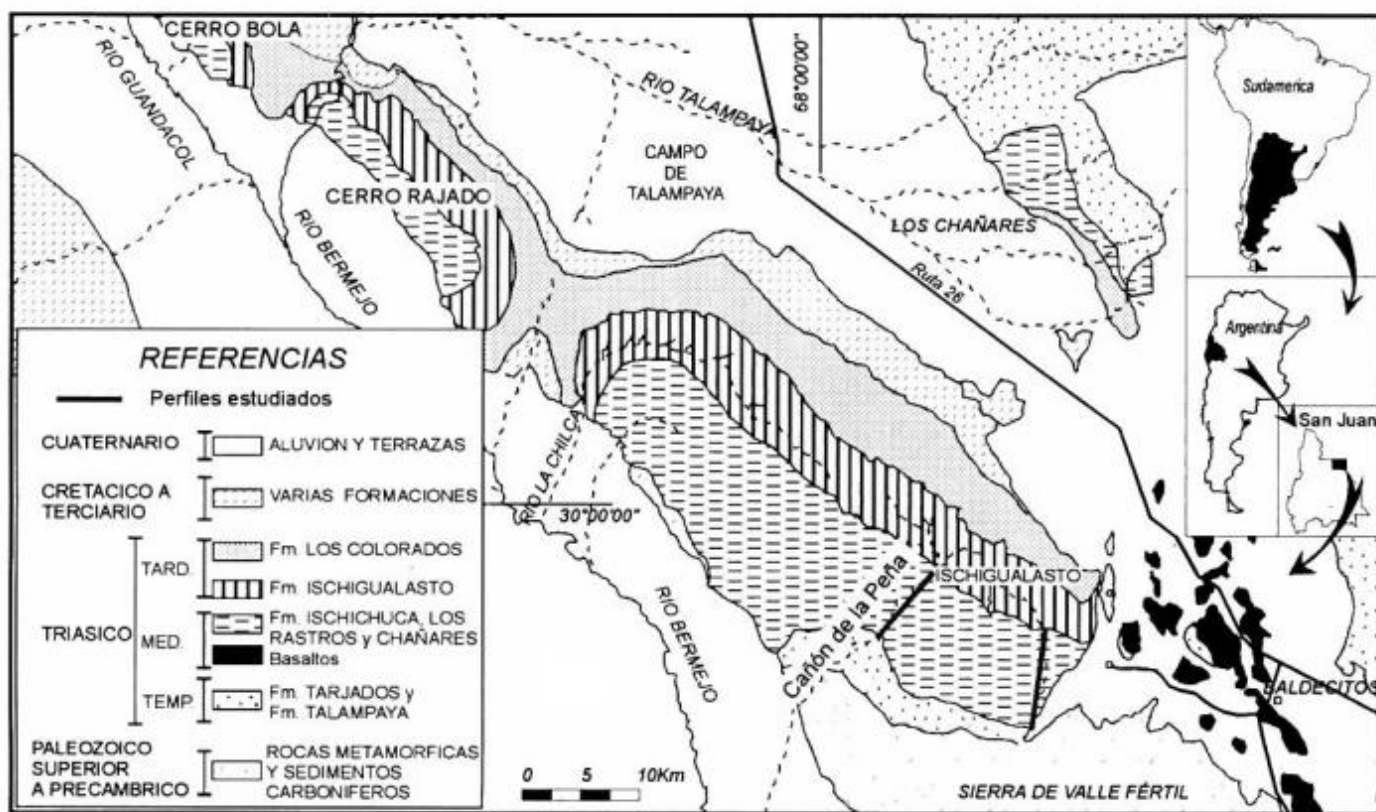 CERRO BOLA
RIO GUANDACOL
RIO TALAMPAYA
68°00'00"
Sudamerica
CAMPO
DE
TALAMPAYA
CERRO RAJADO
RIO BERMEJO
LOS CHAÑARES
Ruta 26
Argentina
San Juan
REFERENCIAS
Perfiles estudiados
CUATERNARIO
ALUVION Y TERRAZAS
CRETACICO A
TERCIARIO
VARIAS FORMACIONES
TRIASICO
TARD.
Fm. LOS COLORADOS
Fm. ISCHIGUALASTO
MED.
Fm. ISCHICHUCA, LOS
RASTROS y CHAÑARES
Basaltos
TEMP.
Fm. TARJADOS y
Fm. TALAMPAYA
PALEOZOICO
SUPERIOR
A PRECAMBRICO
ROCAS METAMORFICAS
Y SEDIMENTOS
CARBONIFEROS
RIO LA CHILCA
30°00'00"
ISCHIGUALASTO
Cañón de la Peña
RIO BERMEJO
BALDECITOS
0 5 10Km
SIERRA DE VALLE FÉRTIL